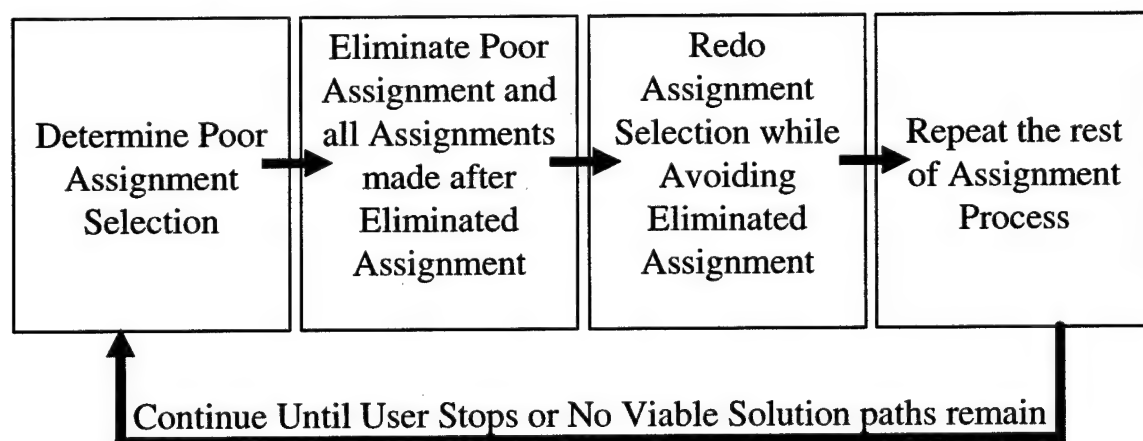 Determine Poor
Assignment
Selection
Eliminate Poor
Assignment and
all Assignments
made after
Eliminated
Assignment
Redo
Assignment
Selection while
Avoiding
Eliminated
Assignment
Repeat the rest
of Assignment
Process
Continue Until User Stops or No Viable Solution paths remain